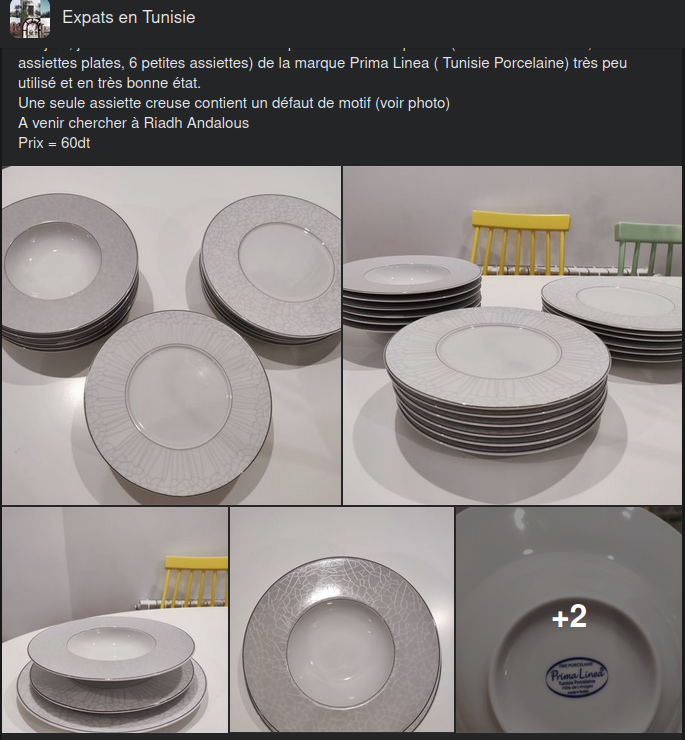 Expats en Tunisie
assiettes plates, 6 petites assiettes) de la marque Prima Linea ( Tunisie Porcelaine) très peu
utilisé et en très bonne état.
Une seule assiette creuse contient un défaut de motif (voir photo)
A venir chercher à Riadh Andalous
Prix = 60dt
+2
FINE PORCELAINE
Prima Linea
Tunisie Porcelaine